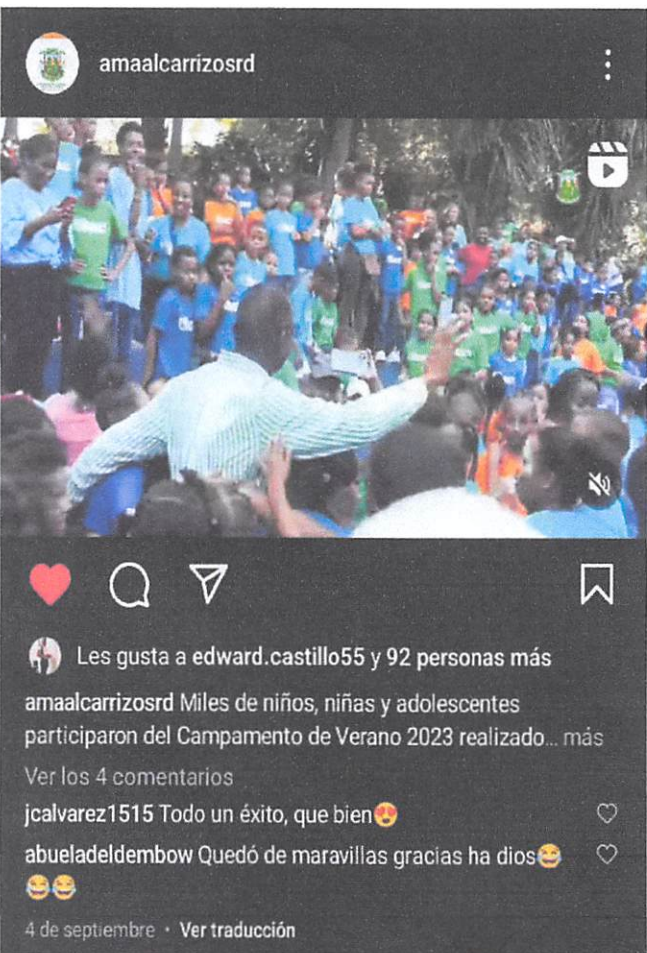 amaalcarrizosrd
Les gusta a edward.castillo55 y 92 personas más
amaalcarrizosrd Miles de niños, niñas y adolescentes
participaron del Campamento de Verano 2023 realizado... más
Ver los 4 comentarios
jcalvarez1515 Todo un éxito, que bien😍
abueladeldembow Quedó de maravillas gracias ha dios😂
😂😂
4 de septiembre • Ver traducción